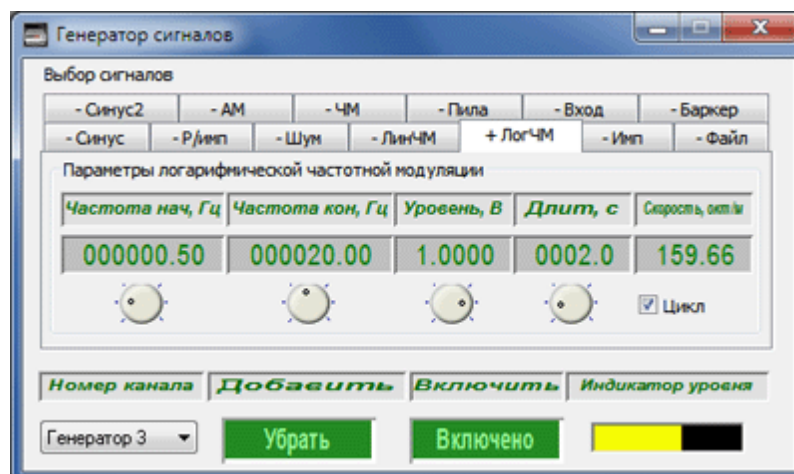 Генератор сигналов
Выбор сигналов
- Синус2 - АМ - ЧМ - Пила - Вход - Баркер
- Синус - Р/имп - Шум - ЛинЧМ + ЛогЧМ - Имп - Файл
Параметры логарифмической частотной модуляции
Частота нач, Гц Частота кон, Гц Уровень, В Длит, с Скорость, окт/м
000000.50 000020.00 1.0000 0002.0 159.66
Цикл
Номер канала Добавить Включить Индикатор уровня
Генератор 3 Убрать Включено